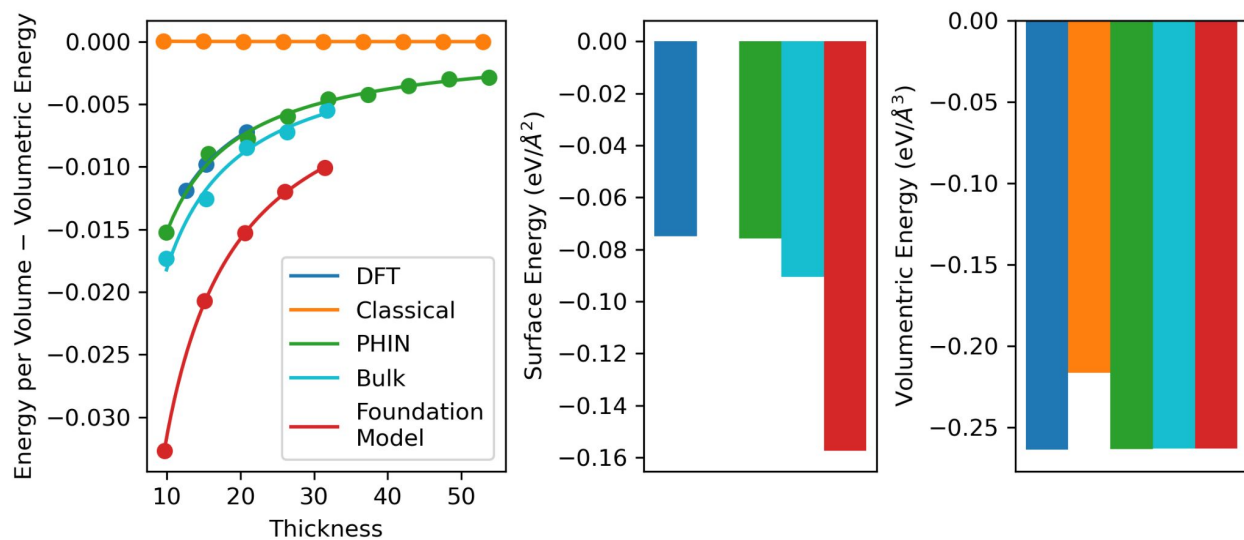 Energy per Volume − Volumetric Energy
0.000
−0.005
−0.010
−0.015
−0.020
−0.025
−0.030
10
20
30
40
50
Thickness
DFT
Classical
PHIN
Bulk
Foundation
Model
Surface Energy (eV/Å²)
0.00
−0.02
−0.04
−0.06
−0.08
−0.10
−0.12
−0.14
−0.16
Volumentric Energy (eV/Å³)
0.00
−0.05
−0.10
−0.15
−0.20
−0.25